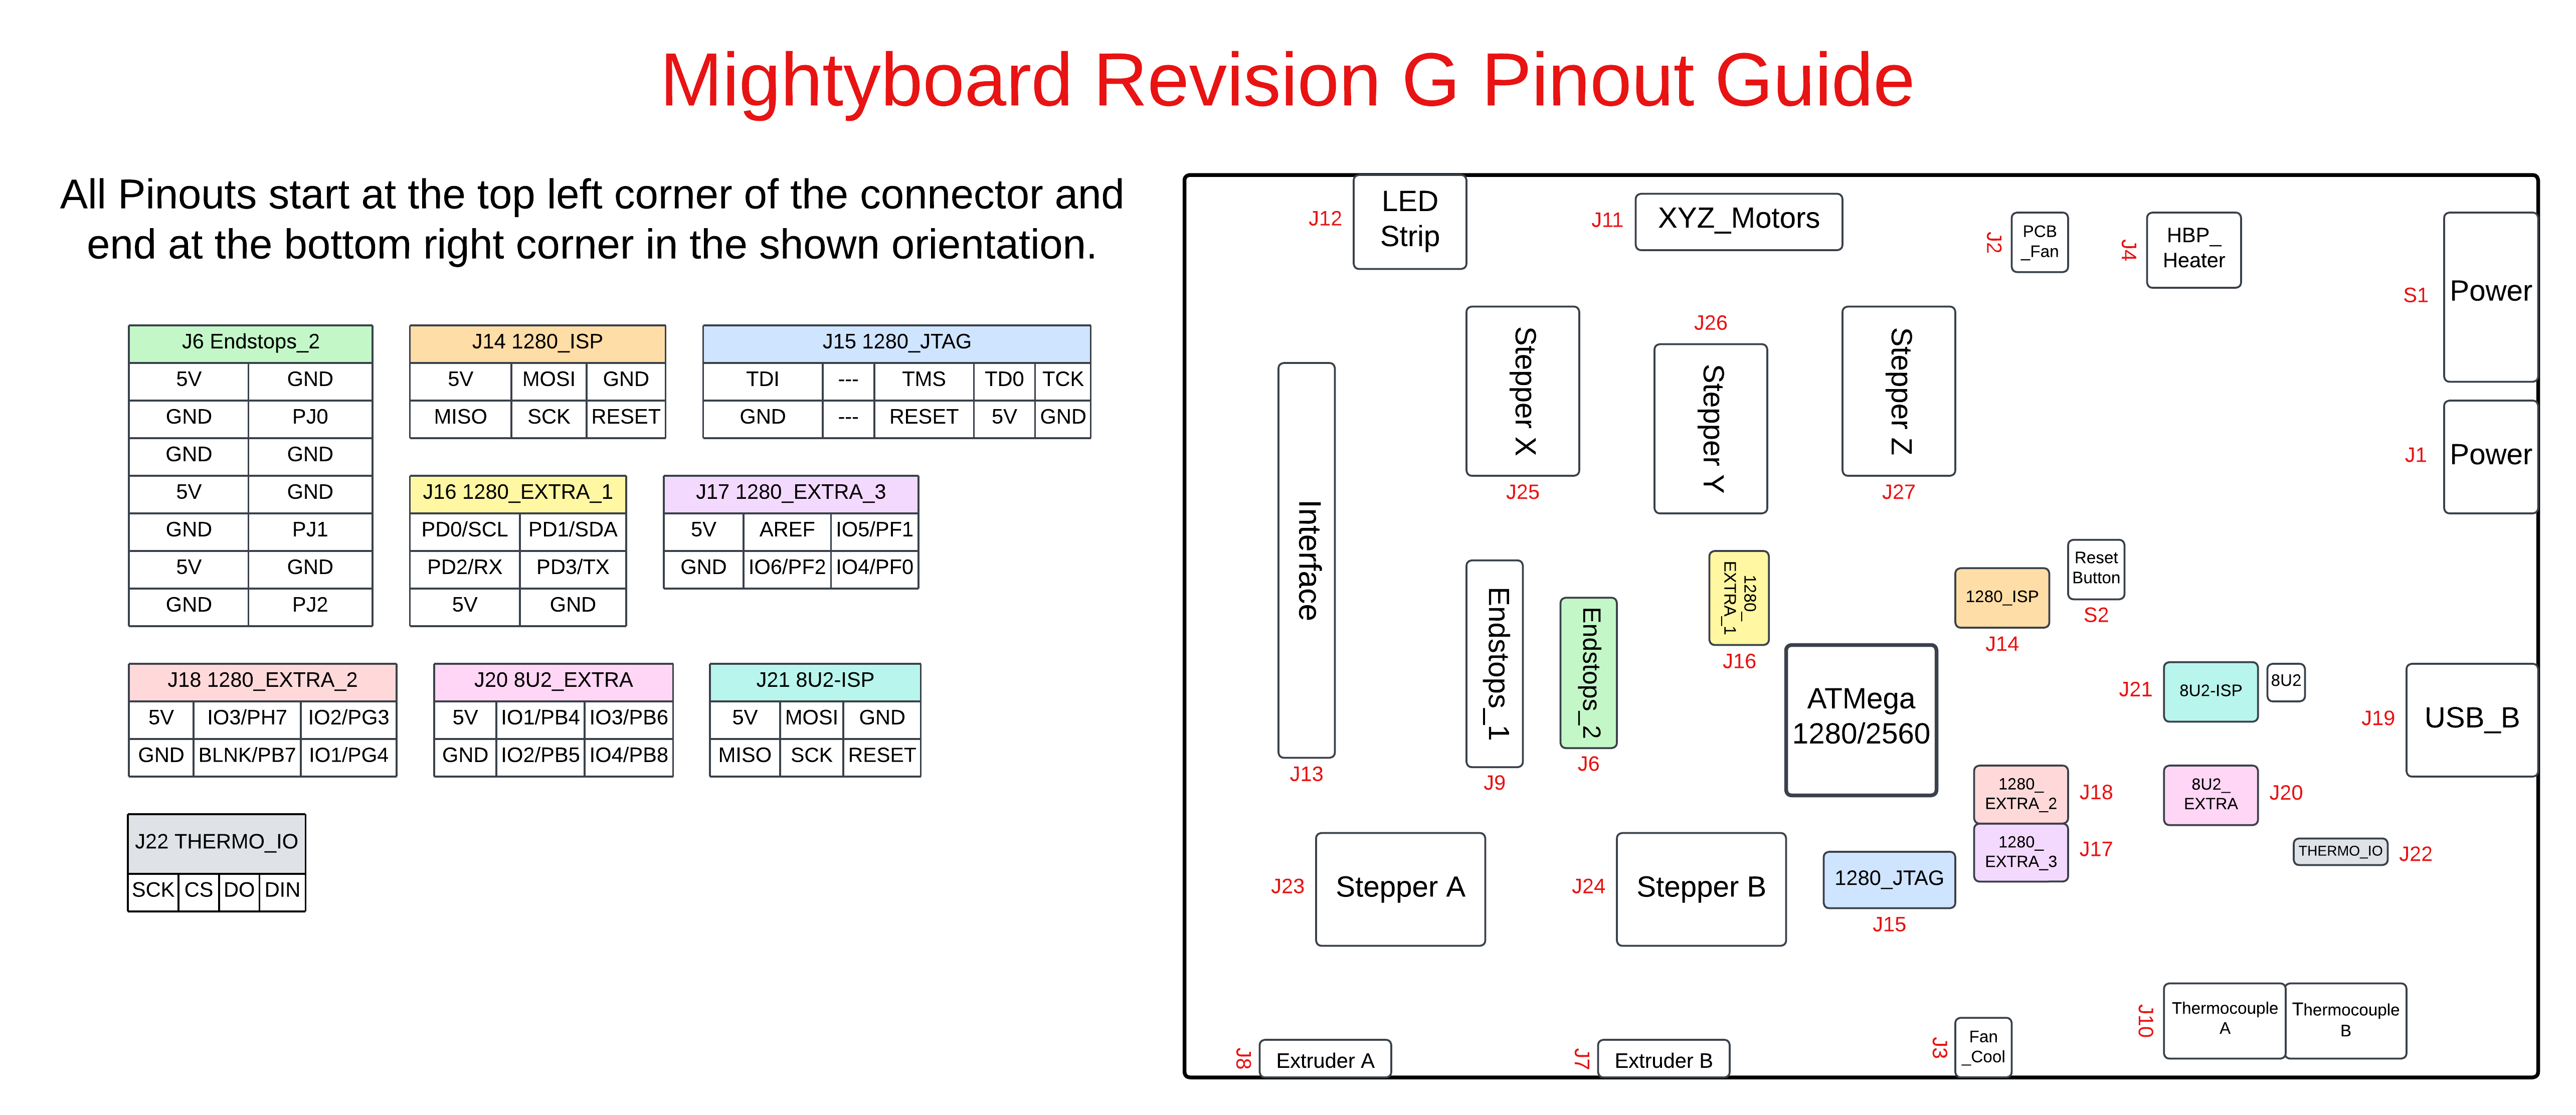 Mightyboard Revision G Pinout Guide
All Pinouts start at the top left corner of the connector and
end at the bottom right corner in the shown orientation.
J6 Endstops_2
5V GND
GND PJ0
GND GND
5V GND
GND PJ1
5V GND
GND PJ2
J14 1280_ISP
5V MOSI GND
MISO SCK RESET
J15 1280_JTAG
TDI --- TMS TD0 TCK
GND --- RESET 5V GND
J16 1280_EXTRA_1
PD0/SCL PD1/SDA
PD2/RX PD3/TX
5V GND
J17 1280_EXTRA_3
5V AREF IO5/PF1
GND IO6/PF2 IO4/PF0
J18 1280_EXTRA_2
5V IO3/PH7 IO2/PG3
GND BLNK/PB7 IO1/PG4
J20 8U2_EXTRA
5V IO1/PB4 IO3/PB6
GND IO2/PB5 IO4/PB8
J21 8U2-ISP
5V MOSI GND
MISO SCK RESET
J22 THERMO_IO
SCK CS DO DIN
J12
LED
Strip
J11
XYZ_Motors
J2
PCB
_Fan
J4
HBP_
Heater
S1
Power
J1
Power
Stepper X
J25
J26
Stepper Y
Stepper Z
J27
Interface
J13
Endstops_1
J9
Endstops_2
J6
1280_
EXTRA_1
J16
1280_ISP
J14
Reset
Button
S2
ATMega
1280/2560
J21
8U2-ISP
8U2
J19
USB_B
1280_
EXTRA_2
J18
1280_
EXTRA_3
J17
8U2_
EXTRA
J20
THERMO_IO
J22
J23
Stepper A
J24
Stepper B
1280_JTAG
J15
J8
Extruder A
J7
Extruder B
J3
Fan
_Cool
J10
Thermocouple
A
Thermocouple
B